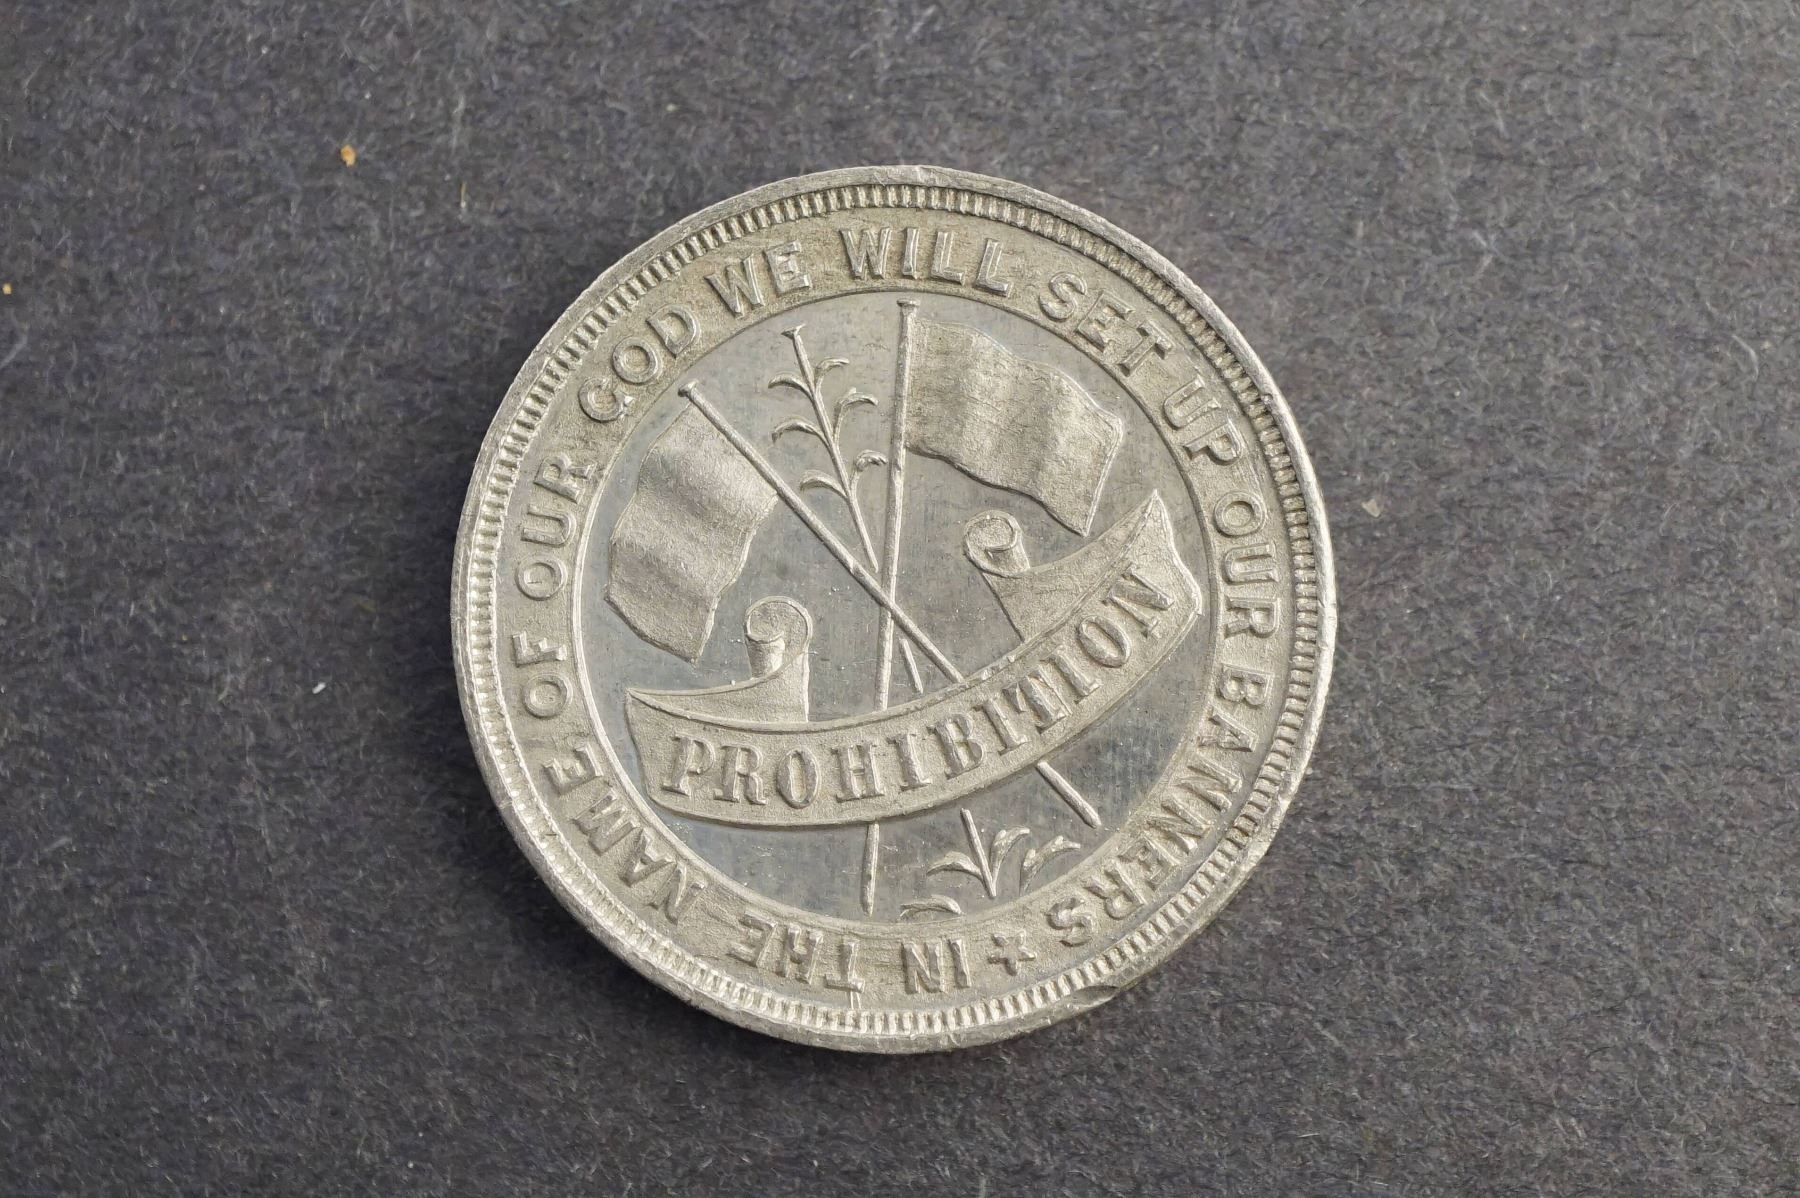 IN THE NAME OF OUR GOD WE WILL SET UP OUR BANNERS
PROHIBITION